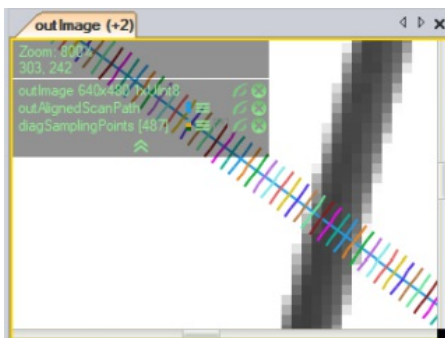 outImage (+2)
Zoom: 800%
303, 242
outImage 640x480 1xUInt8
outAlignedScanPath
diagSamplingPoints (487)